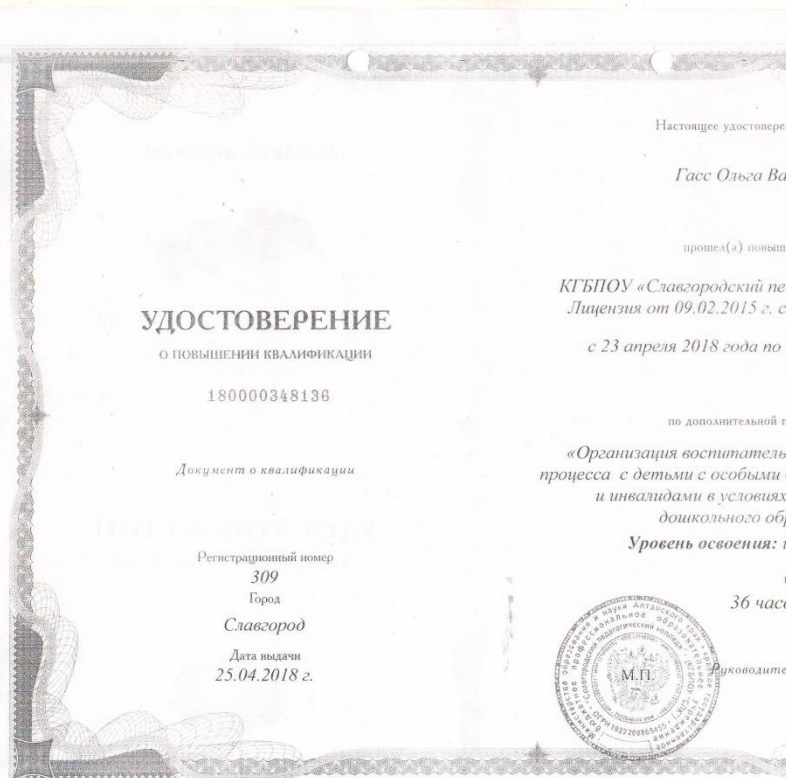 УДОСТОВЕРЕНИЕ
О ПОВЫШЕНИИ КВАЛИФИКАЦИИ
180000348136
Документ о квалификации
Регистрационный номер
309
Город
Славгород
Дата выдачи
25.04.2018 г.
Настоящее удостовере
Гасс Ольга Ва
прошел(а) повыш
КГБПОУ «Славгородский пе
Лицензия от 09.02.2015 г. с
с 23 апреля 2018 года по
по дополнительной п
«Организация воспитатель
процесса с детьми с особыми
и инвалидами в условиях
дошкольного об
Уровень освоения:
36 час
М.П.
Руководите